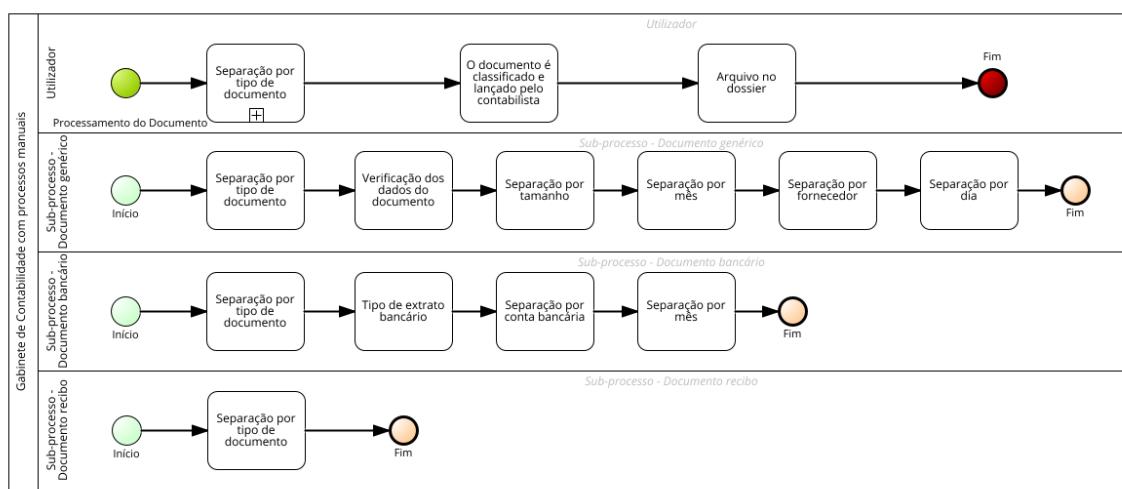 Gabinete de Contabilidade com processos manuais
Utilizador
Utilizador
Processamento do Documento
Separação por
tipo de
documento
O documento é
classificado e
lançado pelo
contabilista
Arquivo no
dossier
Fim
Sub-processo -
Documento genérico
Sub-processo - Documento genérico
Início
Separação por
tipo de
documento
Verificação dos
dados do
documento
Separação por
tamanho
Separação por
mês
Separação por
fornecedor
Separação por
dia
Fim
Sub-processo -
Documento bancário
Sub-processo - Documento bancário
Início
Separação por
tipo de
documento
Tipo de extrato
bancário
Separação por
conta bancária
Separação por
mês
Fim
Sub-processo -
Documento recibo
Sub-processo - Documento recibo
Início
Separação por
tipo de
documento
Fim